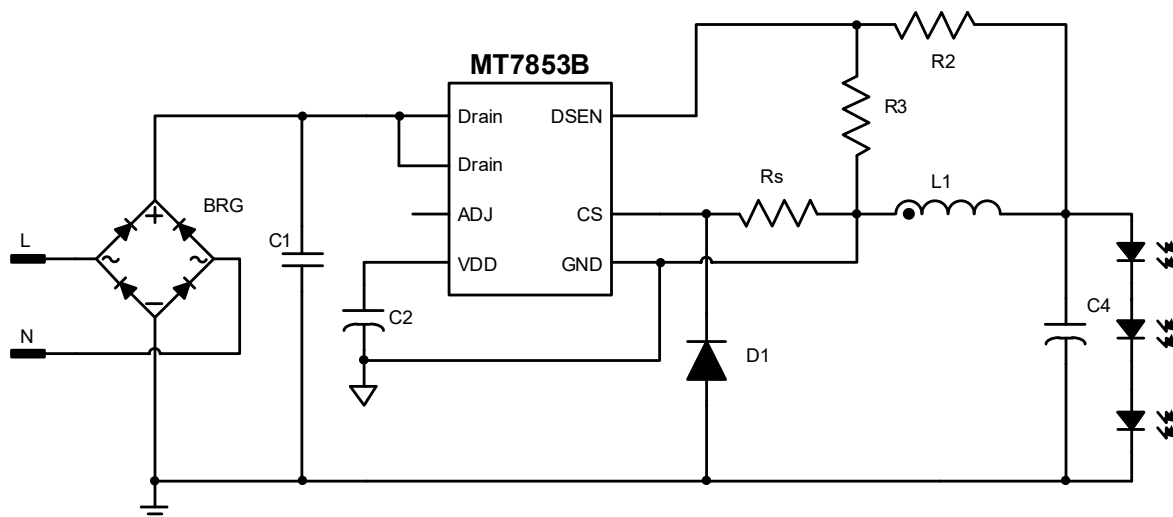 MT7853B
R2
R3
Drain
DSEN
Drain
Rs
L1
BRG
ADJ
CS
L
C1
VDD
GND
C2
C4
N
D1